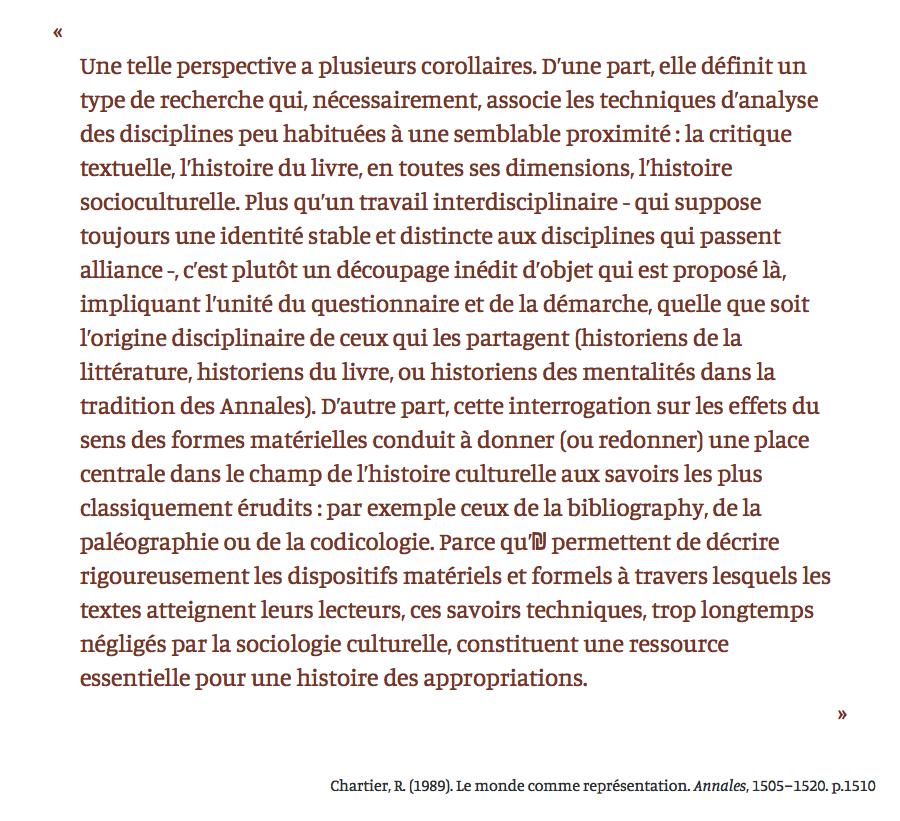 «
Une telle perspective a plusieurs corollaires. D’une part, elle définit un
type de recherche qui, nécessairement, associe les techniques d’analyse
des disciplines peu habituées à une semblable proximité : la critique
textuelle, l’histoire du livre, en toutes ses dimensions, l’histoire
socioculturelle. Plus qu’un travail interdisciplinaire - qui suppose
toujours une identité stable et distincte aux disciplines qui passent
alliance -, c’est plutôt un découpage inédit d’objet qui est proposé là,
impliquant l’unité du questionnaire et de la démarche, quelle que soit
l’origine disciplinaire de ceux qui les partagent (historiens de la
littérature, historiens du livre, ou historiens des mentalités dans la
tradition des Annales). D’autre part, cette interrogation sur les effets du
sens des formes matérielles conduit à donner (ou redonner) une place
centrale dans le champ de l’histoire culturelle aux savoirs les plus
classiquement érudits : par exemple ceux de la bibliography, de la
paléographie ou de la codicologie. Parce qu’₪ permettent de décrire
rigoureusement les dispositifs matériels et formels à travers lesquels les
textes atteignent leurs lecteurs, ces savoirs techniques, trop longtemps
négligés par la sociologie culturelle, constituent une ressource
essentielle pour une histoire des appropriations.
»
Chartier, R. (1989). Le monde comme représentation. Annales, 1505–1520. p.1510